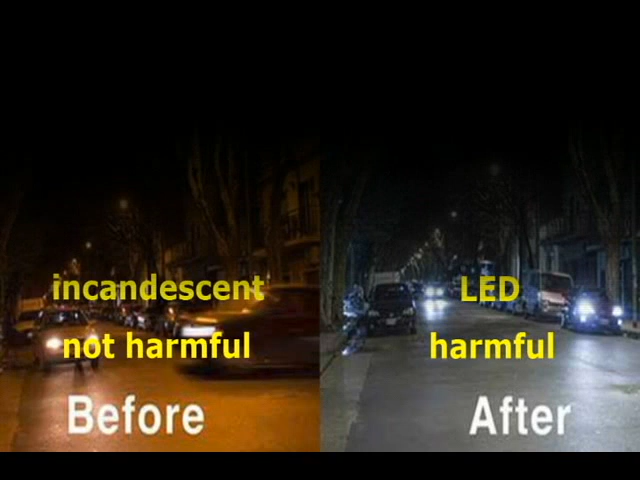 incandescent
not harmful
Before
LED
harmful
After